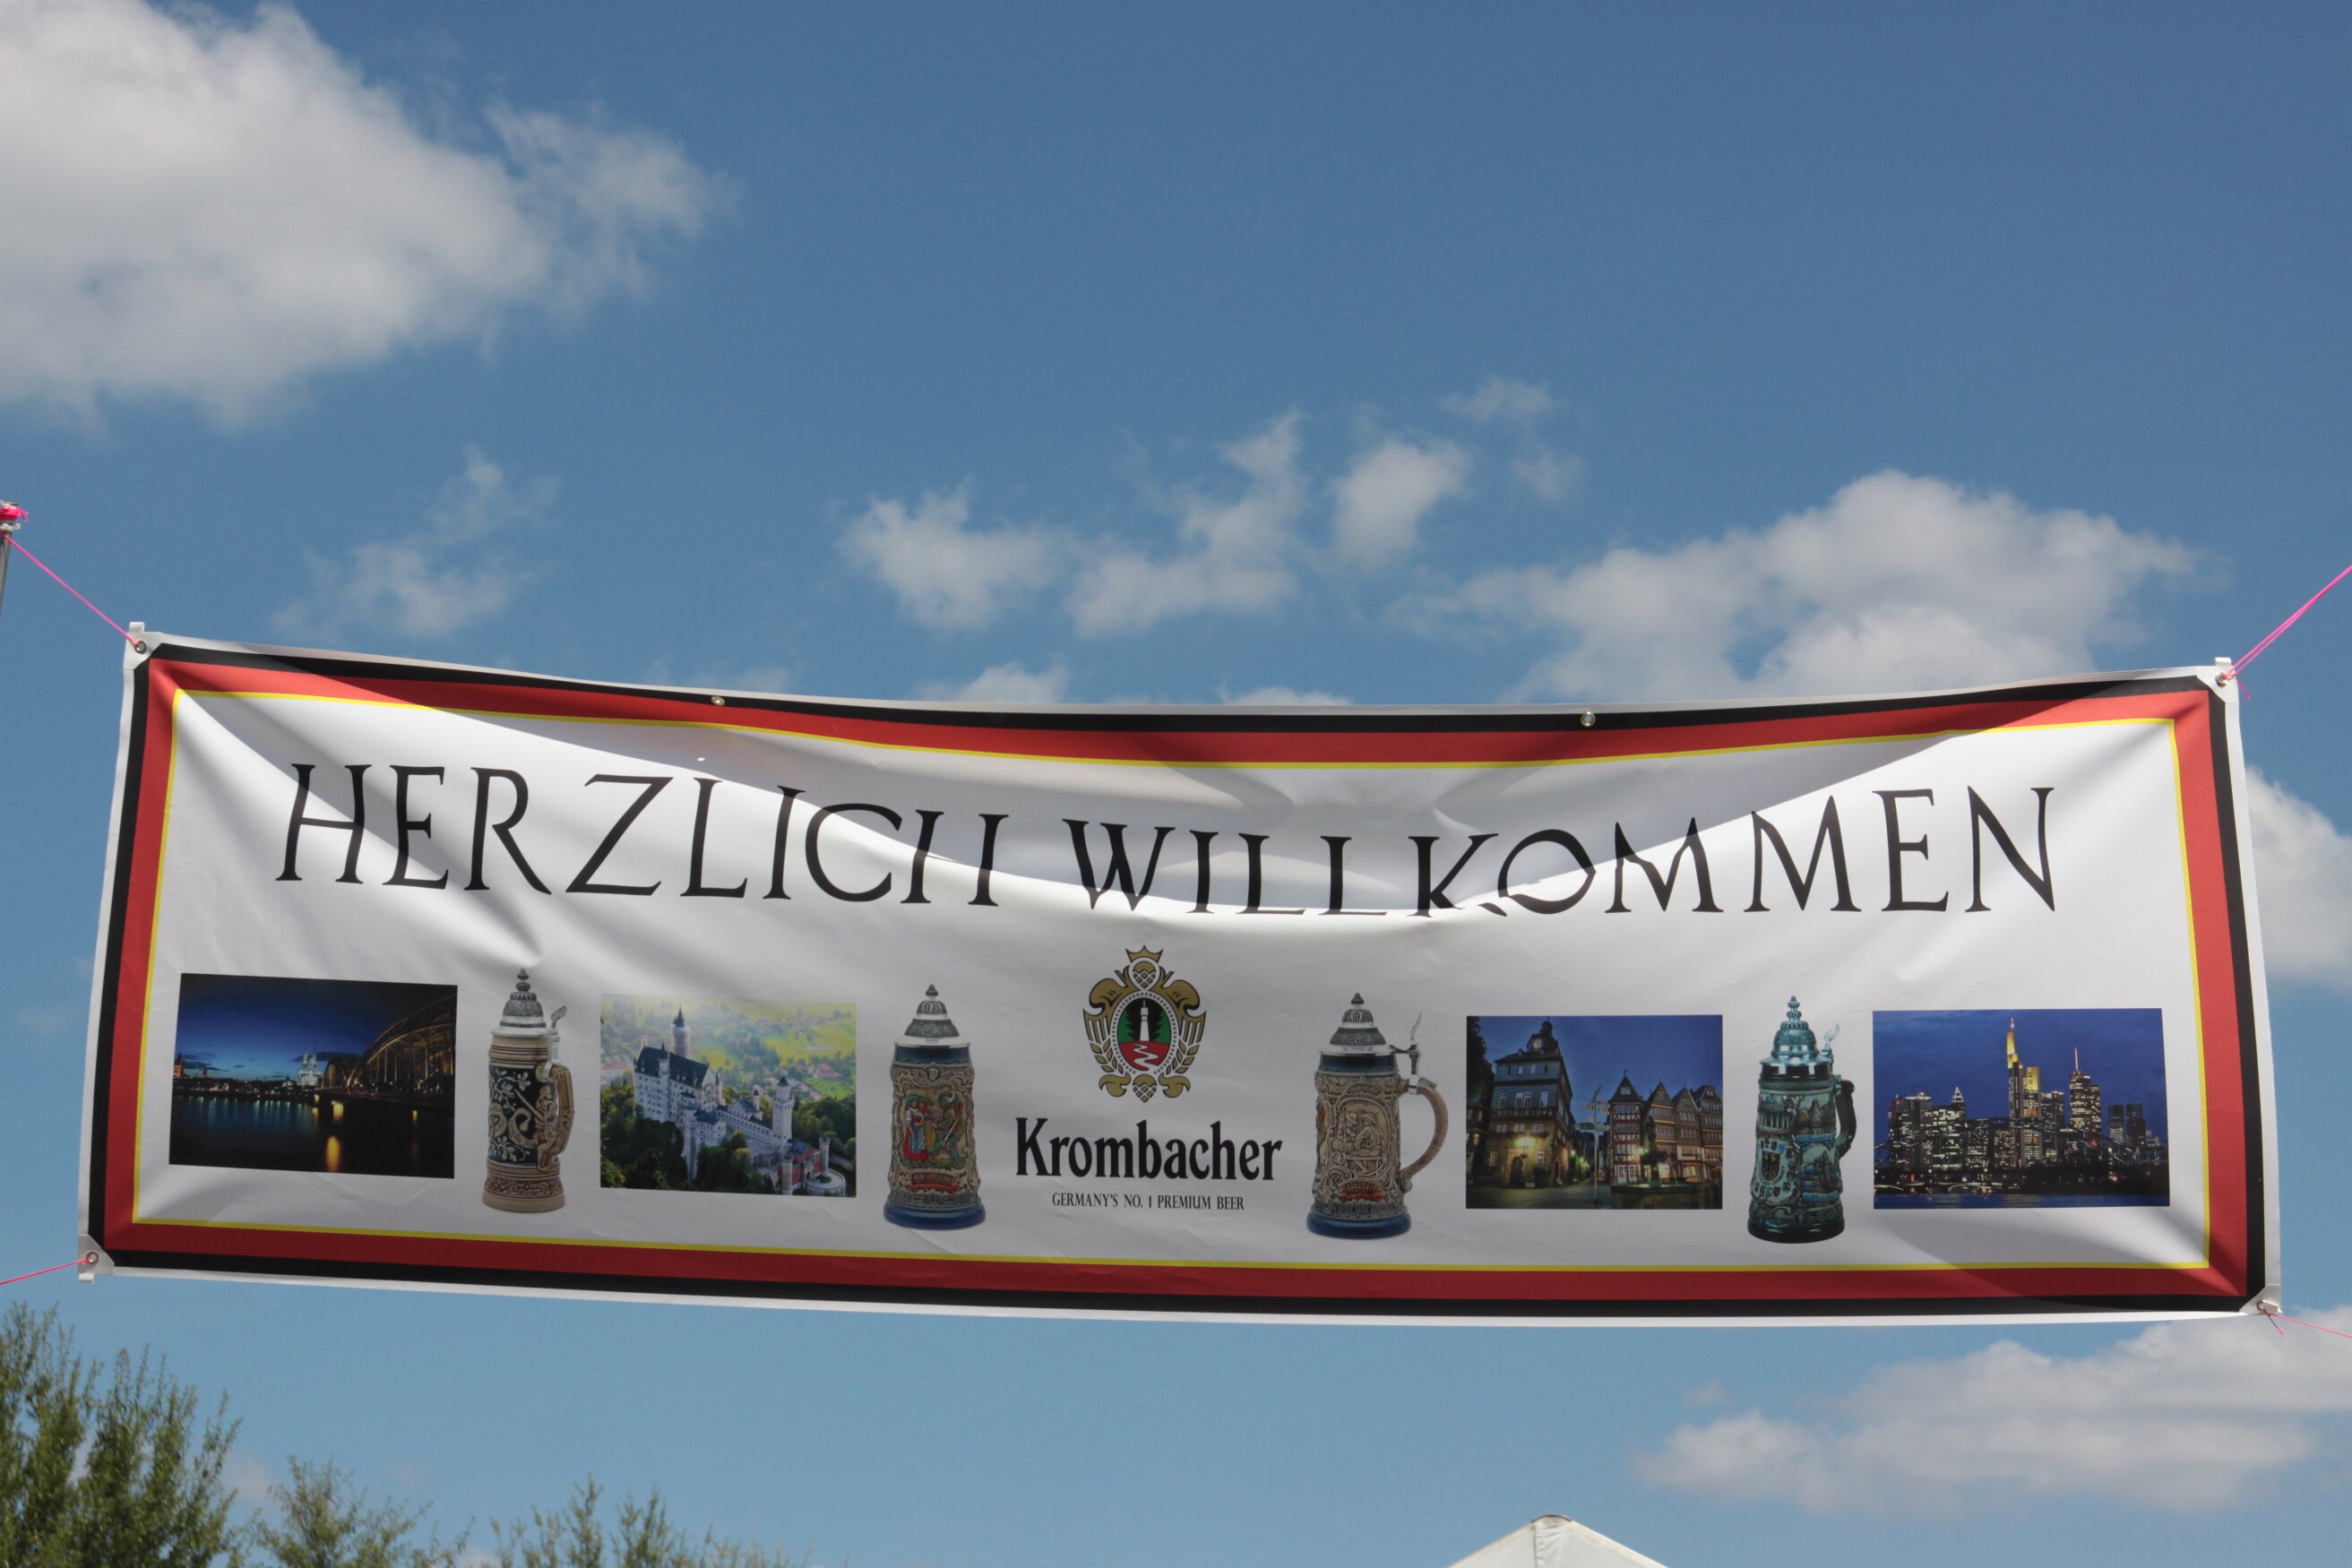 HERZLICH WILLKOMMEN
Krombacher
GERMANY'S NO. 1 PREMIUM BEER